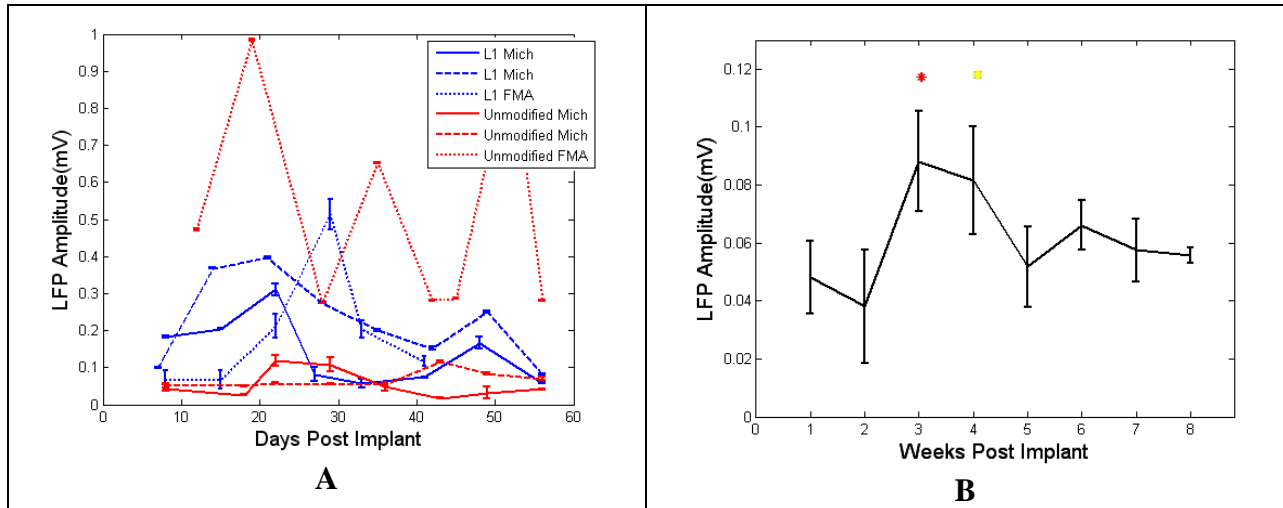 LFP Amplitude(mV)
1
0.9
0.8
0.7
0.6
0.5
0.4
0.3
0.2
0.1
0
L1 Mich
L1 Mich
L1 FMA
Unmodified Mich
Unmodified Mich
Unmodified FMA
0 10 20 30 40 50 60
Days Post Implant
A
LFP Amplitude(mV)
0.12
0.1
0.08
0.06
0.04
0.02
0
0 1 2 3 4 5 6 7 8
Weeks Post Implant
B